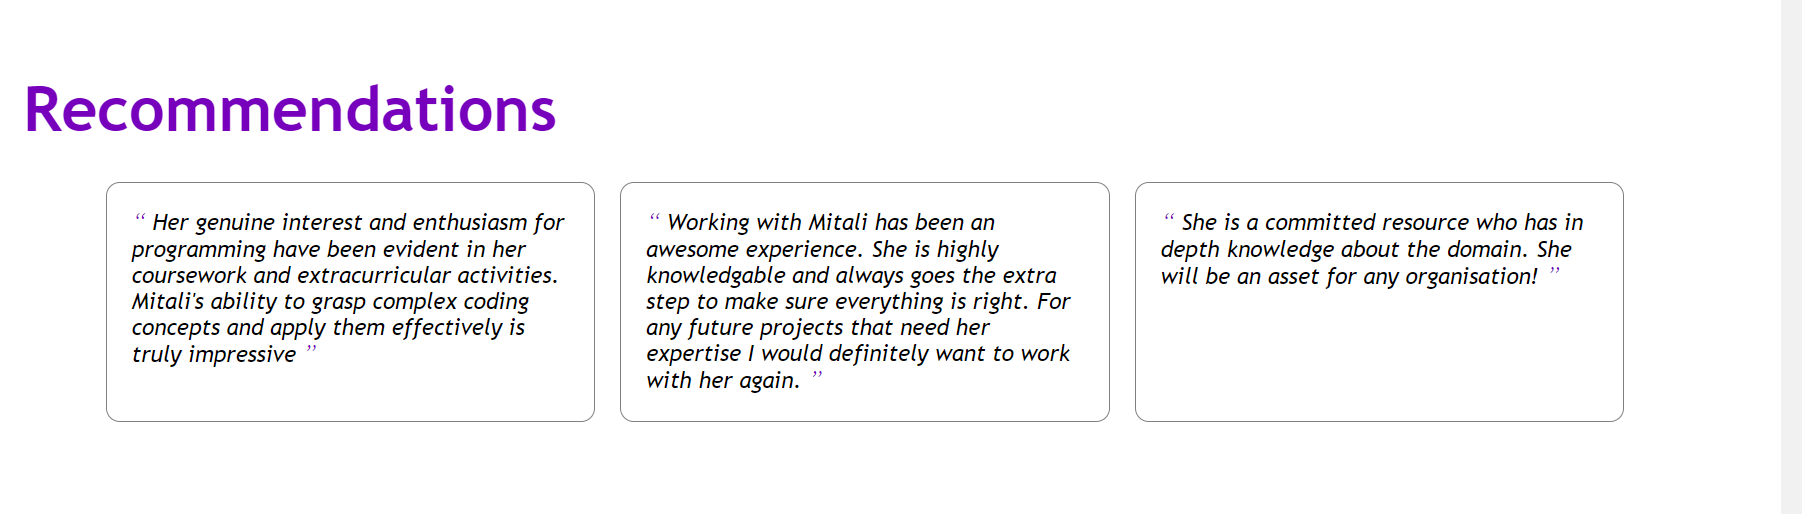 Recommendations
“ Her genuine interest and enthusiasm for
programming have been evident in her
coursework and extracurricular activities.
Mitali's ability to grasp complex coding
concepts and apply them effectively is
truly impressive ”
“ Working with Mitali has been an
awesome experience. She is highly
knowledgable and always goes the extra
step to make sure everything is right. For
any future projects that need her
expertise I would definitely want to work
with her again. ”
“ She is a committed resource who has in
depth knowledge about the domain. She
will be an asset for any organisation! ”